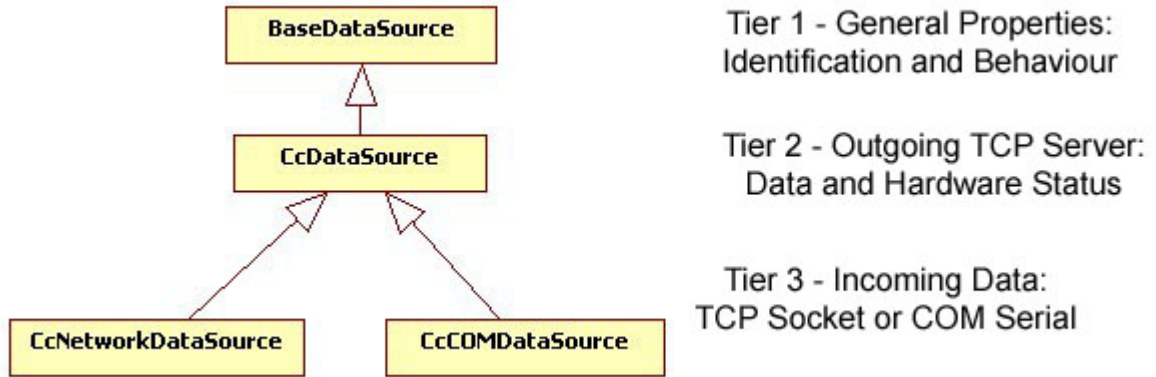 BaseDataSource
Tier 1 - General Properties:
Identification and Behaviour
CcDataSource
Tier 2 - Outgoing TCP Server:
Data and Hardware Status
CcNetworkDataSource
CcCOMDataSource
Tier 3 - Incoming Data:
TCP Socket or COM Serial